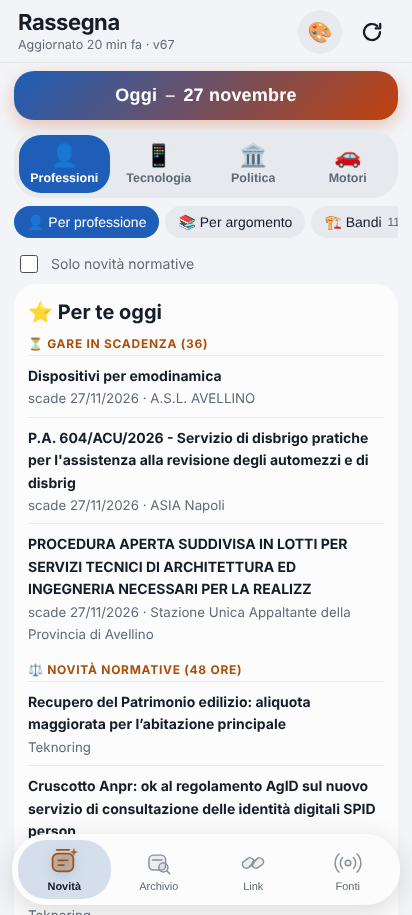 Rassegna
Aggiornato 20 min fa · v67
Oggi – 27 novembre
Professioni
Tecnologia
Politica
Motori
Per professione
Per argomento
Bandi 11
Solo novità normative
Per te oggi
GARE IN SCADENZA (36)
Dispositivi per emodinamica
scade 27/11/2026 · A.S.L. AVELLINO
P.A. 604/ACU/2026 - Servizio di disbrigo pratiche
per l'assistenza alla revisione degli automezzi e di
disbrig
scade 27/11/2026 · ASIA Napoli
PROCEDURA APERTA SUDDIVISA IN LOTTI PER
SERVIZI TECNICI DI ARCHITETTURA ED
INGEGNERIA NECESSARI PER LA REALIZZ
scade 27/11/2026 · Stazione Unica Appaltante della
Provincia di Avellino
NOVITÀ NORMATIVE (48 ORE)
Recupero del Patrimonio edilizio: aliquota
maggiorata per l’abitazione principale
Teknoring
Cruscotto Anpr: ok al regolamento AgID sul nuovo
servizio di consultazione delle identità digitali SPID
person
Novità
Archivio
Link
Fonti
Teknoring